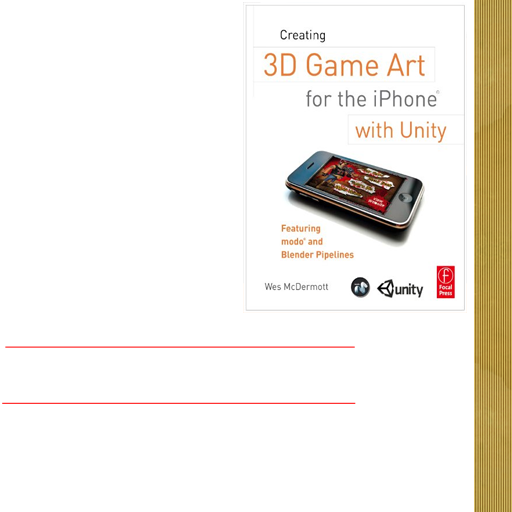 Creating
3D Game Art
for the iPhone®
with Unity
Featuring
modo® and
Blender Pipelines
Wes McDermott
unity
Focal
Press